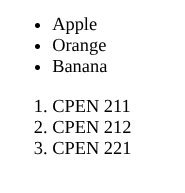 • Apple
• Orange
• Banana
1. CPEN 211
2. CPEN 212
3. CPEN 221